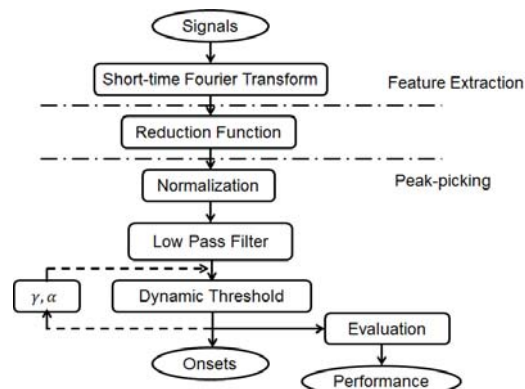 Signals
Short-time Fourier Transform
Feature Extraction
Reduction Function
Normalization
Peak-picking
Low Pass Filter
γ, α
Dynamic Threshold
Evaluation
Onsets
Performance